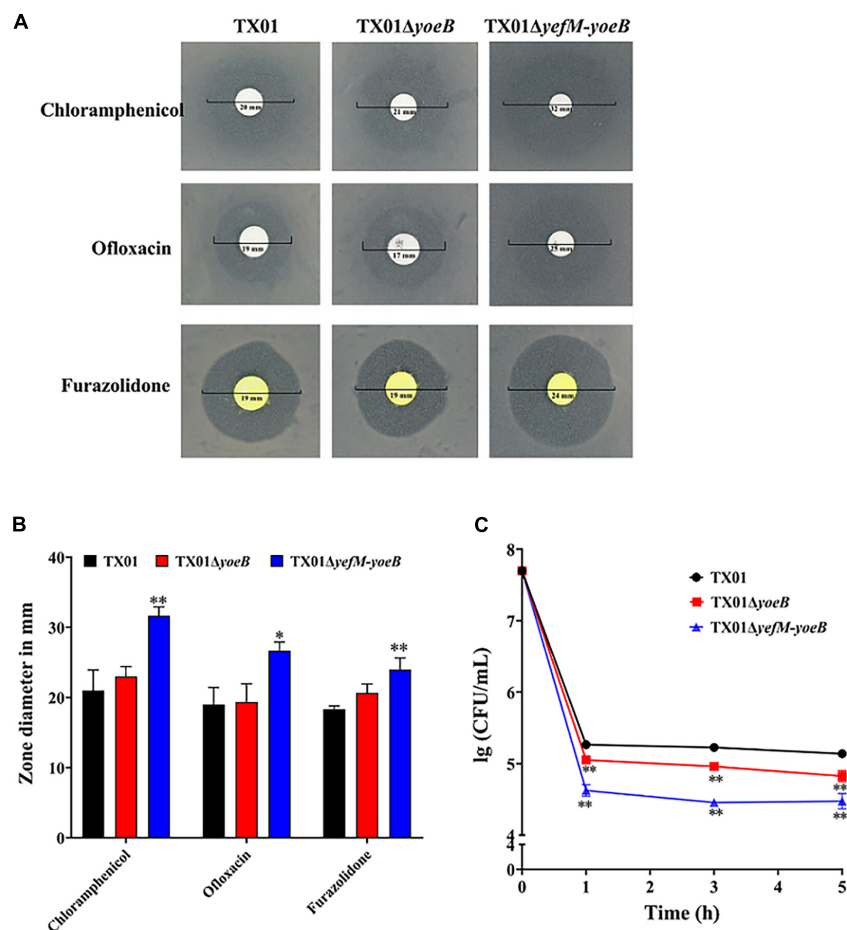 A
TX01 TX01ΔyoeB TX01ΔyefM-yoeB
Chloramphenicol
20 mm 21 mm 32 mm
Ofloxacin
19 mm 17 mm 25 mm
Furazolidone
19 mm 19 mm 24 mm
B
TX01 TX01ΔyoeB TX01ΔyefM-yoeB
Zone diameter in mm
40
30
20
10
0
** * **
Chloramphenicol
Ofloxacin
Furazolidone
C
TX01
TX01ΔyoeB
TX01ΔyefM-yoeB
lg (CFU/mL)
8
7
6
5
4
4
0
** ** **
** ** **
0 1 2 3 4 5
Time (h)